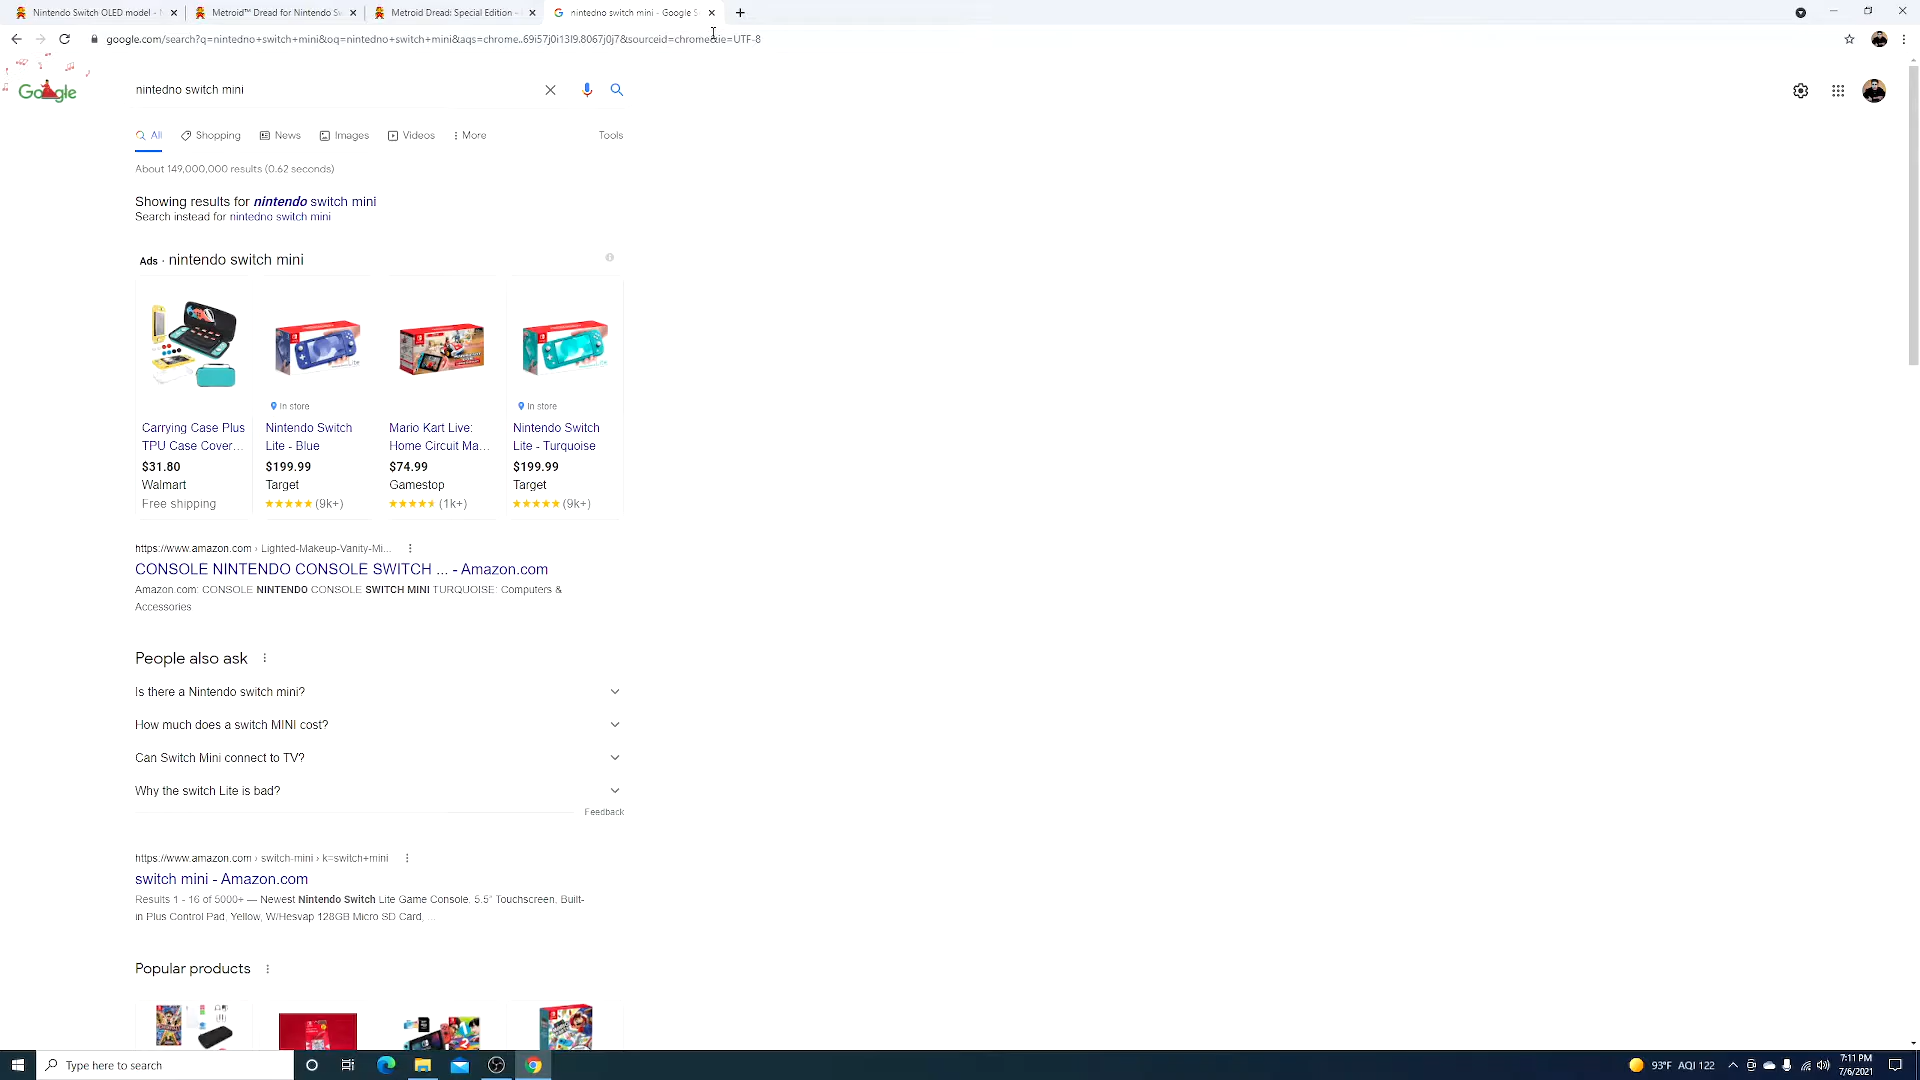 Nintendo Switch OLED model -
Metroid™ Dread for Nintendo Sw
Metroid Dread: Special Edition -
nintedno switch mini - Google S
google.com/search?q=nintedno+switch+mini&oq=nintedno+switch+mini&aqs=chrome..69i57j0i13l9.8067j0j7&sourceid=chrome&ie=UTF-8
Google
nintedno switch mini
All
Shopping
News
Images
Videos
More
Tools
About 149,000,000 results (0.62 seconds)
Showing results for nintendo switch mini
Search instead for nintedno switch mini
Ads · nintendo switch mini
Carrying Case Plus
TPU Case Cover...
$31.80
Walmart
Free shipping
In store
Nintendo Switch
Lite - Blue
$199.99
Target
(9k+)
Mario Kart Live:
Home Circuit Ma...
$74.99
Gamestop
(1k+)
In store
Nintendo Switch
Lite - Turquoise
$199.99
Target
(9k+)
https://www.amazon.com › Lighted-Makeup-Vanity-Mi...
CONSOLE NINTENDO CONSOLE SWITCH ... - Amazon.com
Amazon.com: CONSOLE NINTENDO CONSOLE SWITCH MINI TURQUOISE: Computers &
Accessories
People also ask
Is there a Nintendo switch mini?
How much does a switch MINI cost?
Can Switch Mini connect to TV?
Why the switch Lite is bad?
Feedback
https://www.amazon.com › switch-mini › k=switch+mini
switch mini - Amazon.com
Results 1 - 16 of 5000+ — Newest Nintendo Switch Lite Game Console, 5.5" Touchscreen, Built-
in Plus Control Pad, Yellow, W/Hesvap 128GB Micro SD Card, ...
Popular products
Type here to search
93°F AQI 122
7:11 PM
7/6/2021